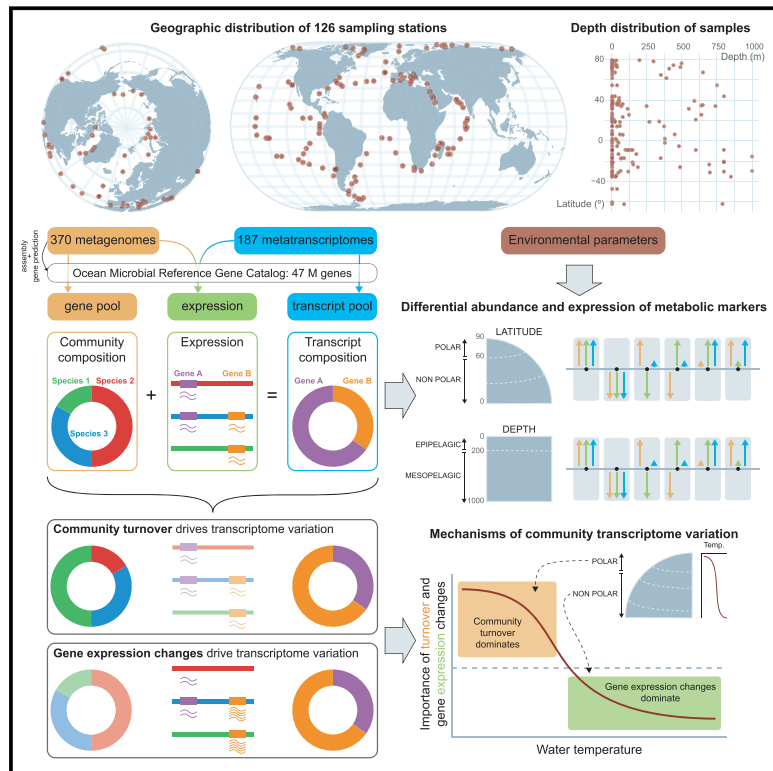 Geographic distribution of 126 sampling stations
Depth distribution of samples
0 250 500 750 1000
Depth (m)
80
40
0
−40
Latitude (º)
370 metagenomes
187 metatranscriptomes
Environmental parameters
assembly
+
gene prediction
Ocean Microbial Reference Gene Catalog: 47 M genes
gene pool
expression
transcript pool
Differential abundance and expression of metabolic markers
Community
composition
Species 1
Species 2
Species 3
+
Expression
Gene A
Gene B
=
Transcript
composition
Gene A
Gene B
LATITUDE
POLAR
NON POLAR
90
60
0
DEPTH
EPIPELAGIC
MESOPELAGIC
0
200
1000
Community turnover drives transcriptome variation
Gene expression changes drive transcriptome variation
Mechanisms of community transcriptome variation
Importance of turnover and
gene expression changes
Community
turnover
dominates
Gene expression changes
dominate
POLAR
NON POLAR
Temp.
Water temperature